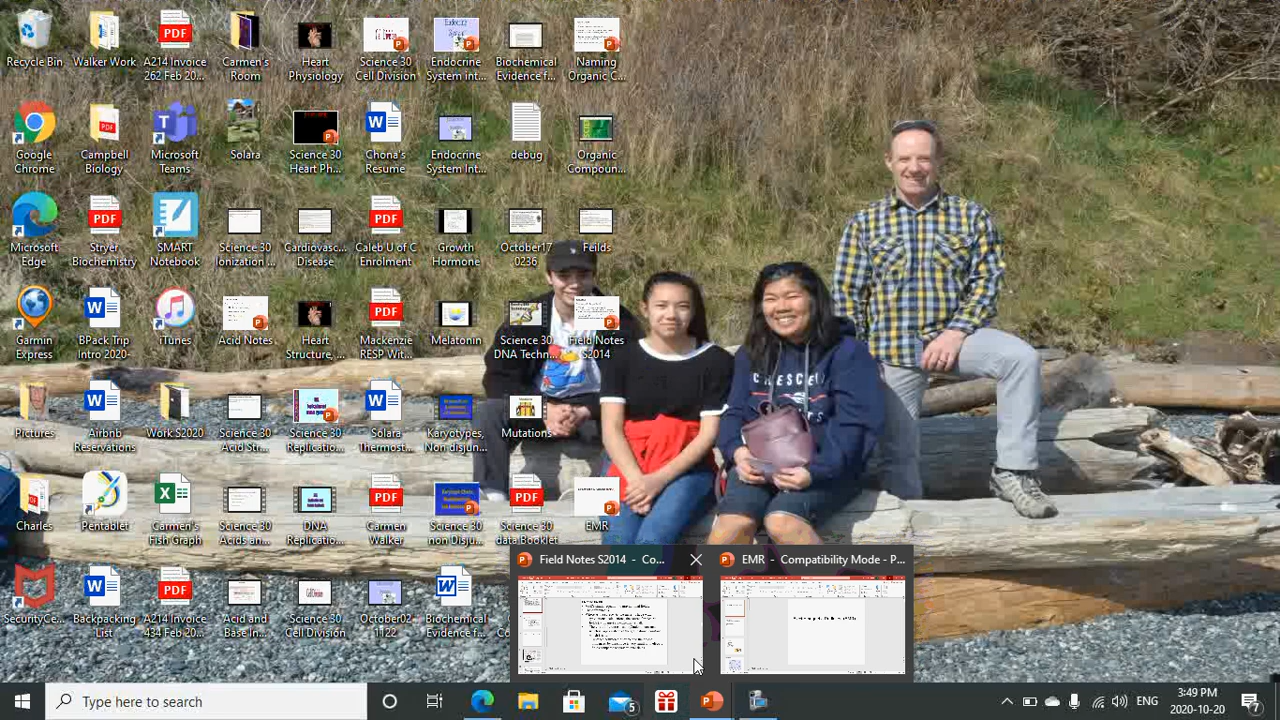 Recycle Bin
Walker Work
A214 Invoice
262 Feb 20...
Carmen's
Room
Heart
Physiology
Science 30
Cell Division
Endocrine
System int...
Biochemical
Evidence f...
Naming
Organic C...
Google
Chrome
Campbell
Biology
Microsoft
Teams
Solara
Science 30
Heart Ph...
Chona's
Resume
Endocrine
System Int...
debug
Organic
Compoun...
Microsoft
Edge
Stryer
Biochemistry
SMART
Notebook
Science 30
Ionization ...
Cardiovasc...
Disease
Caleb U of C
Enrolment
Growth
Hormone
October17
0236
Feilds
Garmin
Express
BPack Trip
Intro 2020-
iTunes
Acid Notes
Heart
Structure, ...
Mackenzie
RESP Wit...
Melatonin
Science 30
DNA Techn...
Field Notes
S2014
Pictures
Airbnb
Reservations
Work S2020
Science 30
Acid Str...
Science 30
Replicatio...
Solara
Thermost...
Karyotypes,
Non disjun...
Mutations
Charles
Pentablet
Carmen's
Fish Graph
Science 30
Acids an...
DNA
Replicatio...
Carmen
Walker
Science 30
non Disju...
Science 30
data Booklet
EMR
SecurityCe...
Backpacking
List
A214 Invoice
434 Feb 20...
Acid and
Base In...
Science 30
Cell Division
October02
1122
Biochemical
Evidence f...
CRESCE
Field Notes S2014 - Co...
EMR - Compatibility Mode - P...
Type here to search
5
ENG
3:49 PM
2020-10-20
7